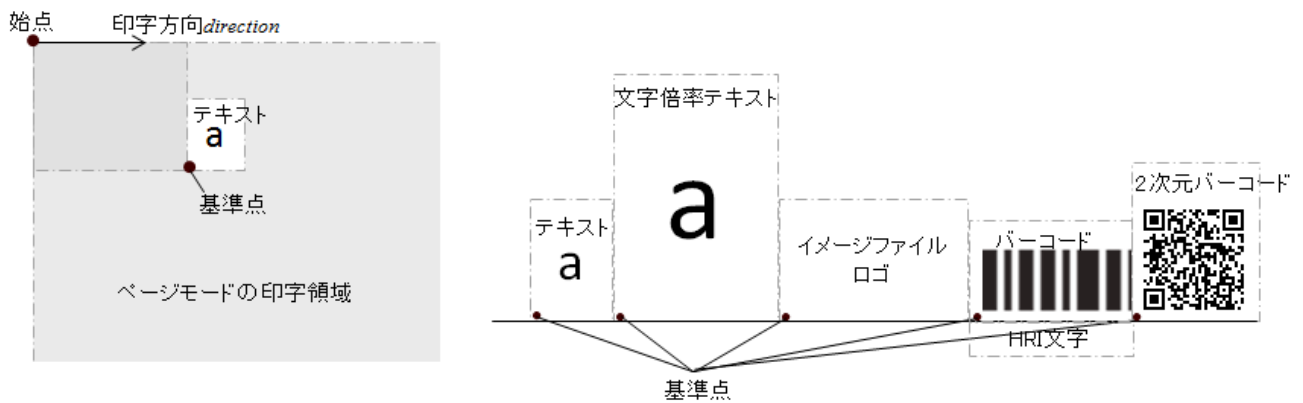 始点
印字方向direction
テキスト
a
基準点
ページモードの印字領域
文字倍率テキスト
a
テキスト
a
イメージファイル
ロゴ
バーコード
HRI文字
2次元バーコード
基準点